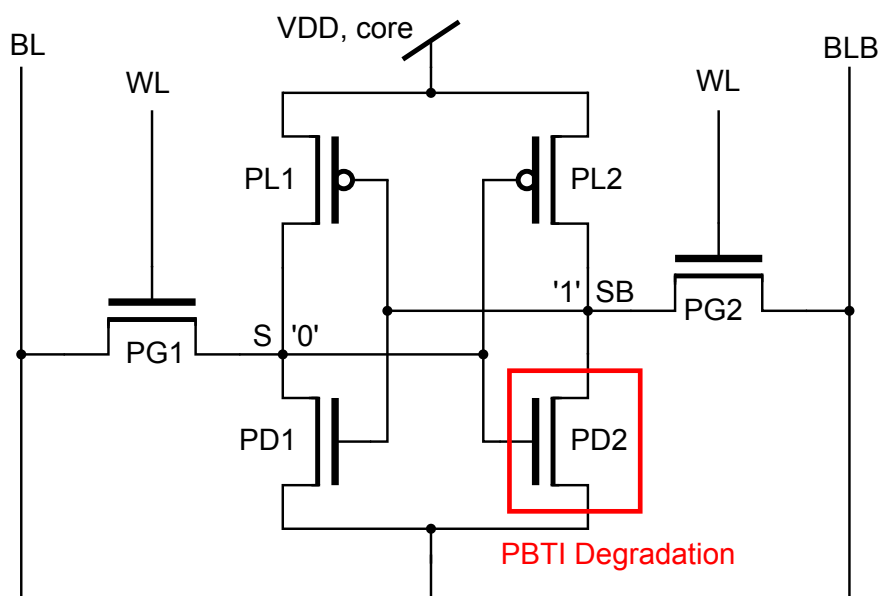 VDD, core
BL
BLB
WL
WL
PL1
PL2
'1' SB
PG2
S '0'
PG1
PD1
PD2
PBTI Degradation